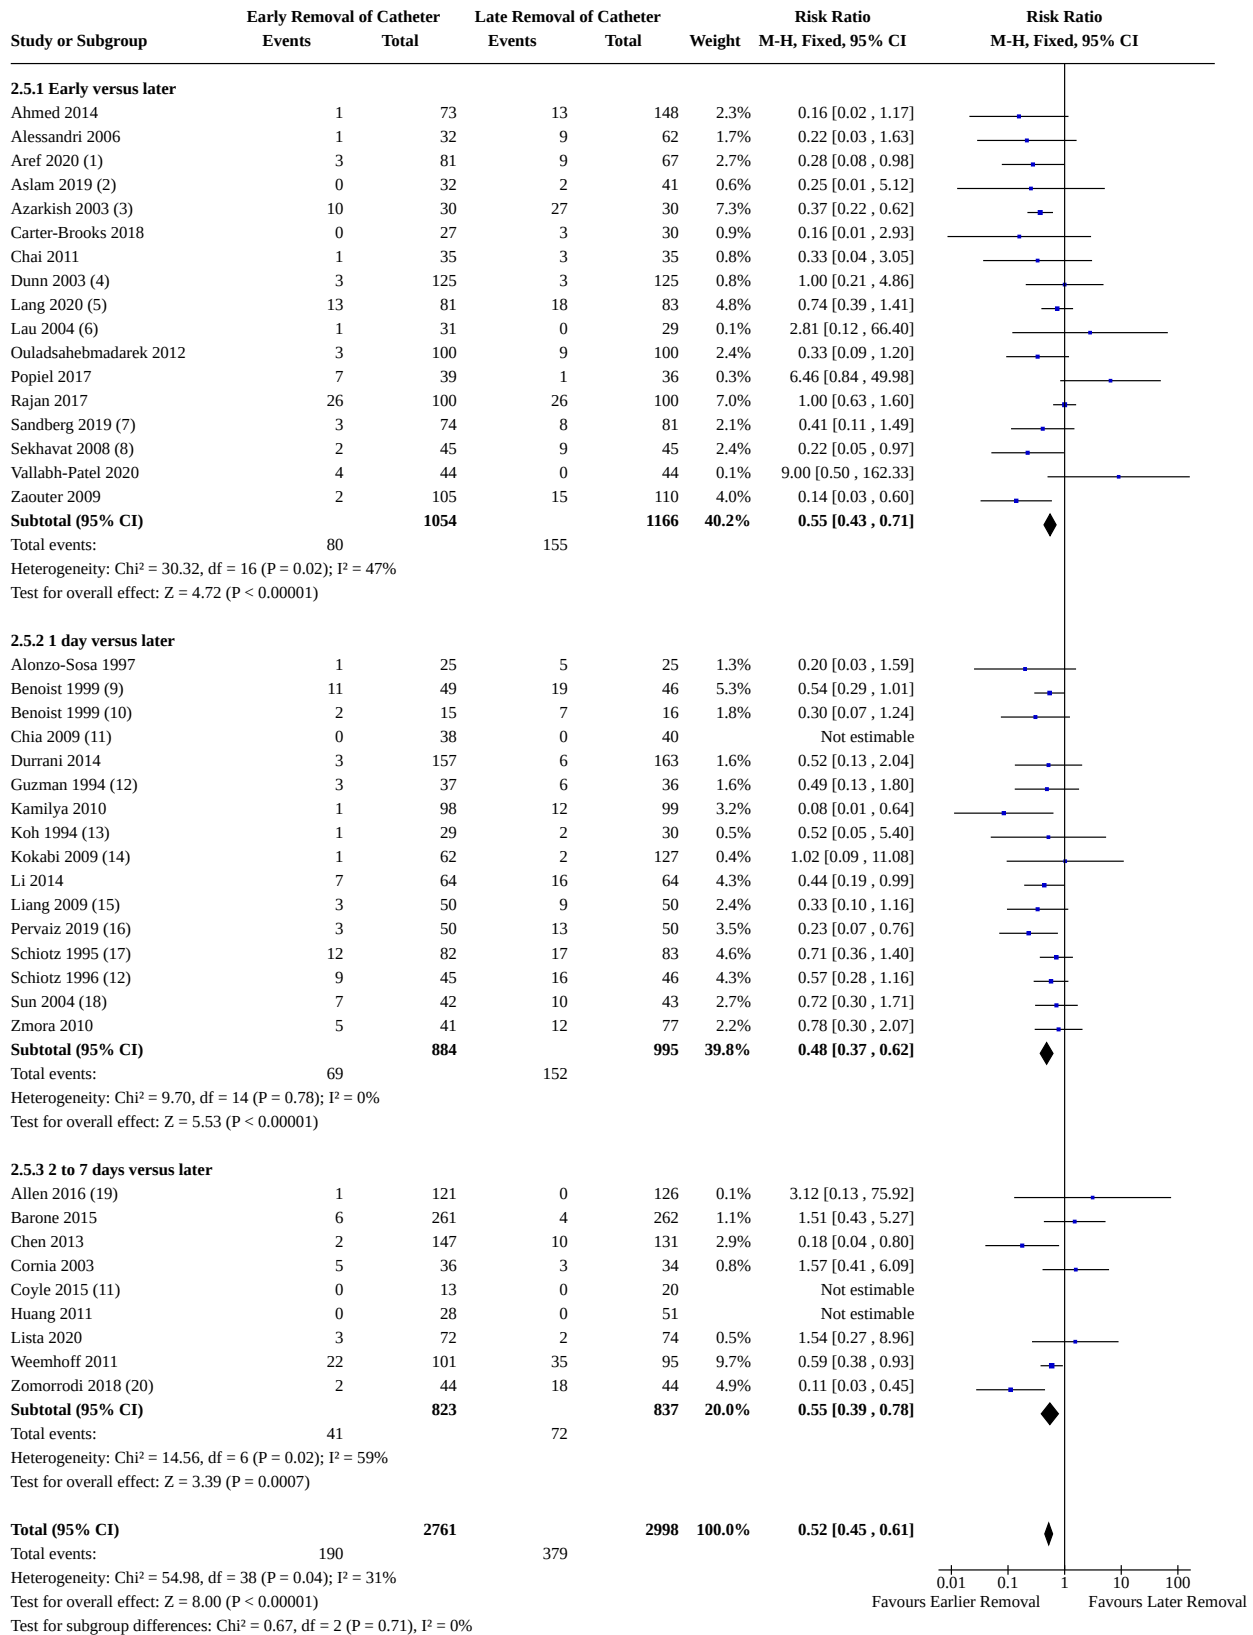 Early Removal of Catheter Late Removal of Catheter Risk Ratio Risk Ratio
Study or Subgroup Events Total Events Total Weight M-H, Fixed, 95% CI M-H, Fixed, 95% CI
2.5.1 Early versus later
Ahmed 2014 1 73 13 148 2.3% 0.16 [0.02 , 1.17]
Alessandri 2006 1 32 9 62 1.7% 0.22 [0.03 , 1.63]
Aref 2020 (1) 3 81 9 67 2.7% 0.28 [0.08 , 0.98]
Aslam 2019 (2) 0 32 2 41 0.6% 0.25 [0.01 , 5.12]
Azarkish 2003 (3) 10 30 27 30 7.3% 0.37 [0.22 , 0.62]
Carter-Brooks 2018 0 27 3 30 0.9% 0.16 [0.01 , 2.93]
Chai 2011 1 35 3 35 0.8% 0.33 [0.04 , 3.05]
Dunn 2003 (4) 3 125 3 125 0.8% 1.00 [0.21 , 4.86]
Lang 2020 (5) 13 81 18 83 4.8% 0.74 [0.39 , 1.41]
Lau 2004 (6) 1 31 0 29 0.1% 2.81 [0.12 , 66.40]
Ouladsahebmadarek 2012 3 100 9 100 2.4% 0.33 [0.09 , 1.20]
Popiel 2017 7 39 1 36 0.3% 6.46 [0.84 , 49.98]
Rajan 2017 26 100 26 100 7.0% 1.00 [0.63 , 1.60]
Sandberg 2019 (7) 3 74 8 81 2.1% 0.41 [0.11 , 1.49]
Sekhavat 2008 (8) 2 45 9 45 2.4% 0.22 [0.05 , 0.97]
Vallabh-Patel 2020 4 44 0 44 0.1% 9.00 [0.50 , 162.33]
Zaouter 2009 2 105 15 110 4.0% 0.14 [0.03 , 0.60]
Subtotal (95% CI) 1054 1166 40.2% 0.55 [0.43 , 0.71]
Total events: 80 155
Heterogeneity: Chi² = 30.32, df = 16 (P = 0.02); I² = 47%
Test for overall effect: Z = 4.72 (P < 0.00001)
2.5.2 1 day versus later
Alonzo-Sosa 1997 1 25 5 25 1.3% 0.20 [0.03 , 1.59]
Benoist 1999 (9) 11 49 19 46 5.3% 0.54 [0.29 , 1.01]
Benoist 1999 (10) 2 15 7 16 1.8% 0.30 [0.07 , 1.24]
Chia 2009 (11) 0 38 0 40 Not estimable
Durrani 2014 3 157 6 163 1.6% 0.52 [0.13 , 2.04]
Guzman 1994 (12) 3 37 6 36 1.6% 0.49 [0.13 , 1.80]
Kamilya 2010 1 98 12 99 3.2% 0.08 [0.01 , 0.64]
Koh 1994 (13) 1 29 2 30 0.5% 0.52 [0.05 , 5.40]
Kokabi 2009 (14) 1 62 2 127 0.4% 1.02 [0.09 , 11.08]
Li 2014 7 64 16 64 4.3% 0.44 [0.19 , 0.99]
Liang 2009 (15) 3 50 9 50 2.4% 0.33 [0.10 , 1.16]
Pervaiz 2019 (16) 3 50 13 50 3.5% 0.23 [0.07 , 0.76]
Schiotz 1995 (17) 12 82 17 83 4.6% 0.71 [0.36 , 1.40]
Schiotz 1996 (12) 9 45 16 46 4.3% 0.57 [0.28 , 1.16]
Sun 2004 (18) 7 42 10 43 2.7% 0.72 [0.30 , 1.71]
Zmora 2010 5 41 12 77 2.2% 0.78 [0.30 , 2.07]
Subtotal (95% CI) 884 995 39.8% 0.48 [0.37 , 0.62]
Total events: 69 152
Heterogeneity: Chi² = 9.70, df = 14 (P = 0.78); I² = 0%
Test for overall effect: Z = 5.53 (P < 0.00001)
2.5.3 2 to 7 days versus later
Allen 2016 (19) 1 121 0 126 0.1% 3.12 [0.13 , 75.92]
Barone 2015 6 261 4 262 1.1% 1.51 [0.43 , 5.27]
Chen 2013 2 147 10 131 2.9% 0.18 [0.04 , 0.80]
Cornia 2003 5 36 3 34 0.8% 1.57 [0.41 , 6.09]
Coyle 2015 (11) 0 13 0 20 Not estimable
Huang 2011 0 28 0 51 Not estimable
Lista 2020 3 72 2 74 0.5% 1.54 [0.27 , 8.96]
Weemhoff 2011 22 101 35 95 9.7% 0.59 [0.38 , 0.93]
Zomorrodi 2018 (20) 2 44 18 44 4.9% 0.11 [0.03 , 0.45]
Subtotal (95% CI) 823 837 20.0% 0.55 [0.39 , 0.78]
Total events: 41 72
Heterogeneity: Chi² = 14.56, df = 6 (P = 0.02); I² = 59%
Test for overall effect: Z = 3.39 (P = 0.0007)
Total (95% CI) 2761 2998 100.0% 0.52 [0.45 , 0.61]
Total events: 190 379
Heterogeneity: Chi² = 54.98, df = 38 (P = 0.04); I² = 31%
0.01 0.1 1 10 100
Test for overall effect: Z = 8.00 (P < 0.00001) Favours Earlier Removal Favours Later Removal
Test for subgroup differences: Chi² = 0.67, df = 2 (P = 0.71), I² = 0%